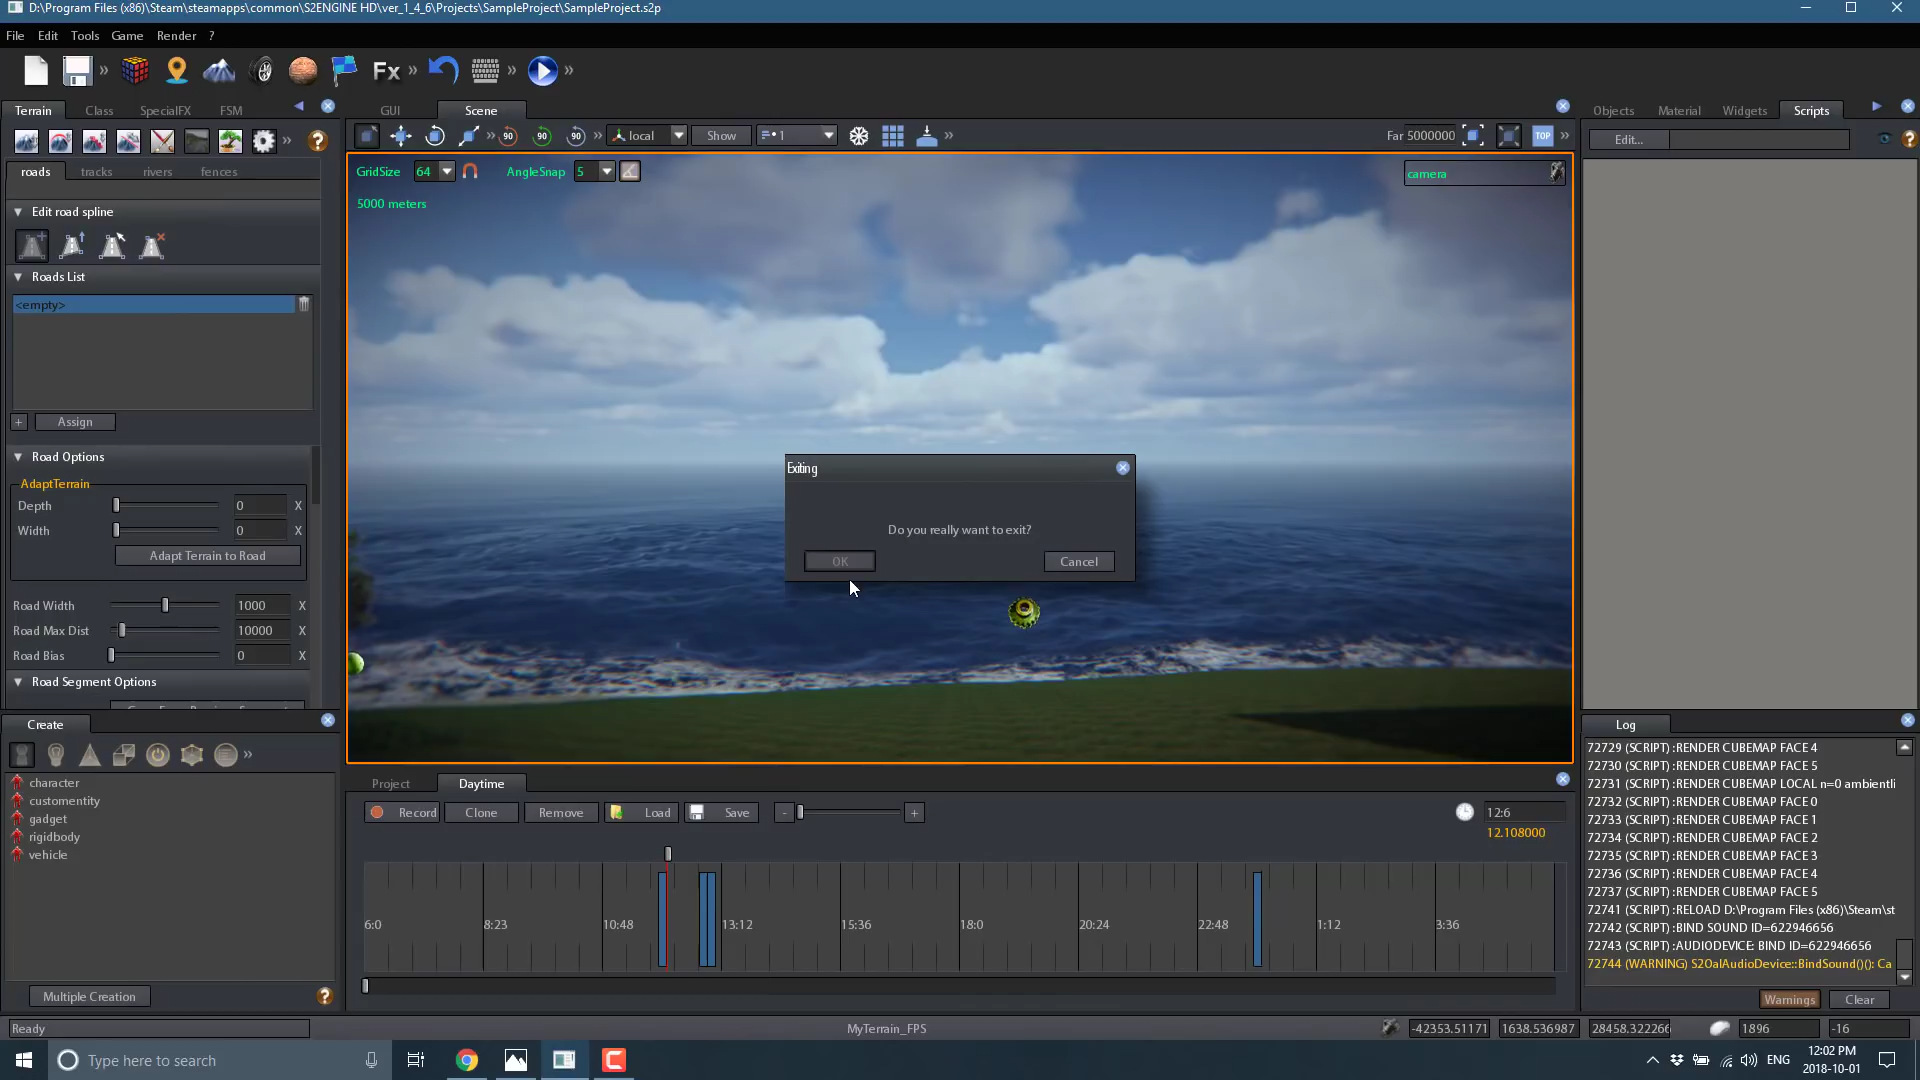 D:\Program Files (x86)\Steam\steamapps\common\S2ENGINE HD\ver_1_4_6\Projects\SampleProject\SampleProject.s2p
File Edit Tools Game Render ?
Fx
Terrain Class SpecialFX FSM
GUI Scene
Objects Material Widgets Scripts
90 90 90 local Show 1 Far 5000000 TOP
Edit...
roads tracks rivers fences
GridSize 64 AngleSnap 5
camera
5000 meters
Edit road spline
Roads List
<empty>
+ Assign
Road Options
AdaptTerrain
Depth 0 X
Width 0 X
Adapt Terrain to Road
Road Width 1000 X
Road Max Dist 10000 X
Road Bias 0 X
Road Segment Options
Exiting
Do you really want to exit?
OK Cancel
Create
character
customentity
gadget
rigidbody
vehicle
Multiple Creation
Project Daytime
Record Clone Remove Load Save - +
12:6
12.108000
6:0 8:23 10:48 13:12 15:36 18:0 20:24 22:48 1:12 3:36
Log
72729 (SCRIPT) :RENDER CUBEMAP FACE 4
72730 (SCRIPT) :RENDER CUBEMAP FACE 5
72731 (SCRIPT) :RENDER CUBEMAP LOCAL n=0 ambientli
72732 (SCRIPT) :RENDER CUBEMAP FACE 0
72733 (SCRIPT) :RENDER CUBEMAP FACE 1
72734 (SCRIPT) :RENDER CUBEMAP FACE 2
72735 (SCRIPT) :RENDER CUBEMAP FACE 3
72736 (SCRIPT) :RENDER CUBEMAP FACE 4
72737 (SCRIPT) :RENDER CUBEMAP FACE 5
72741 (SCRIPT) :RELOAD D:\Program Files (x86)\Steam\st
72742 (SCRIPT) :BIND SOUND ID=622946656
72743 (SCRIPT) :AUDIODEVICE: BIND ID=622946656
72744 (WARNING) S2OalAudioDevice::BindSound()(): Ca
Warnings Clear
Ready
MyTerrain_FPS
-42353.51171 1638.536987 28458.322266 1896 -16
Type here to search
ENG
12:02 PM
2018-10-01